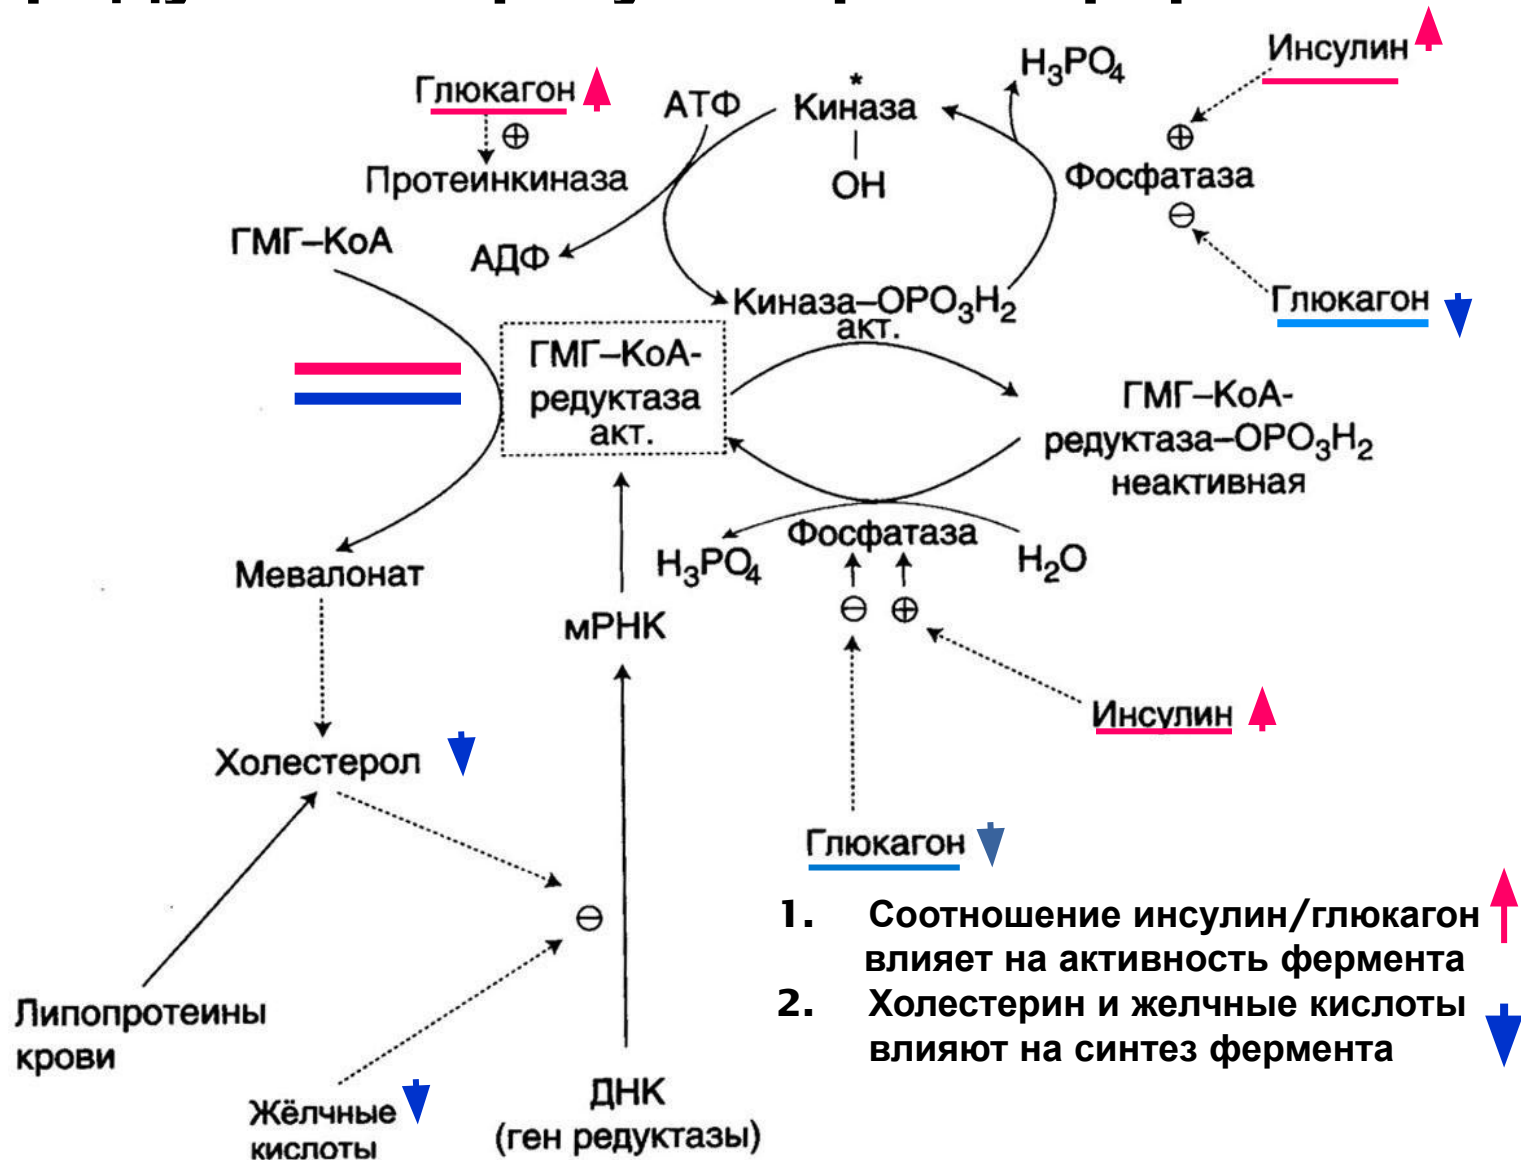 Инсулин
H₃PO₄
Глюкагон
АТФ
*
Киназа
ОН
⊕
⊕
Протеинкиназа
Фосфатаза
⊖
ГМГ–КоА
АДФ
Киназа–OPO₃H₂
акт.
Глюкагон
ГМГ–КоА-
редуктаза
акт.
ГМГ–КоА-
редуктаза–OPO₃H₂
неактивная
Фосфатаза
H₃PO₄
H₂O
Мевалонат
⊖ ⊕
мРНК
Инсулин
Холестерол
Глюкагон
⊖
1. Соотношение инсулин/глюкагон
влияет на активность фермента
2. Холестерин и желчные кислоты
влияют на синтез фермента
Липопротеины
крови
Жёлчные
кислоты
ДНК
(ген редуктазы)